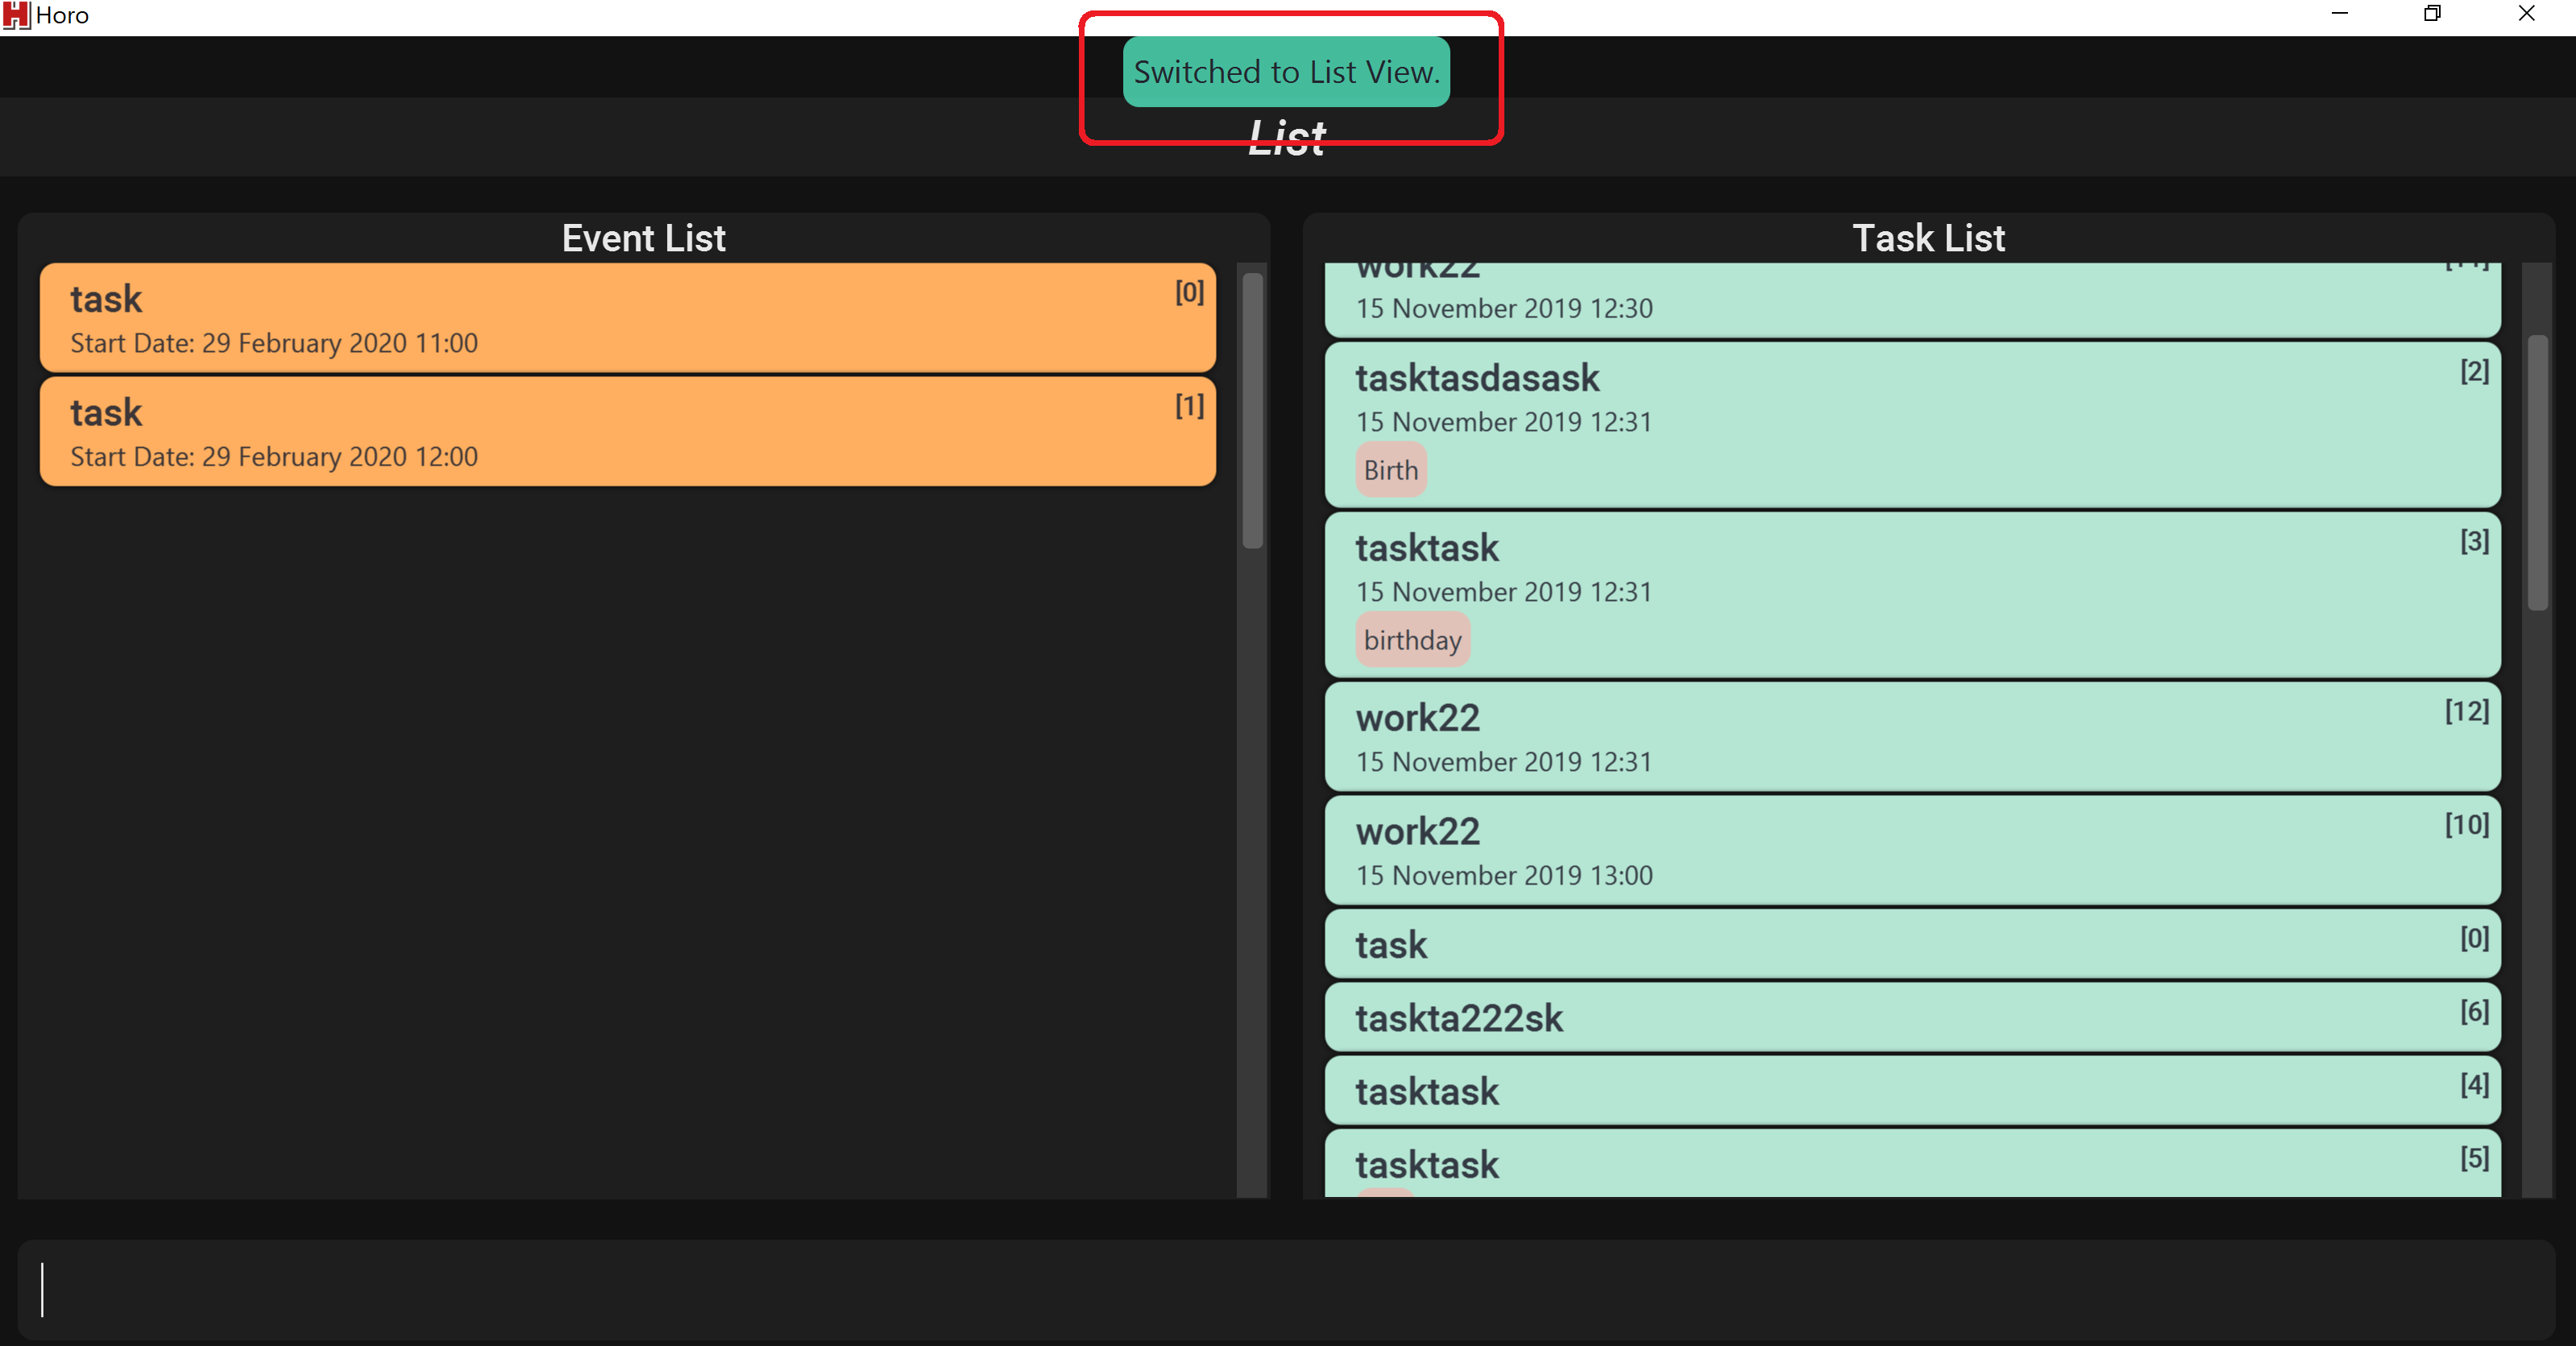 Horo
Switched to List View.
List
Event List
task
[0]
Start Date: 29 February 2020 11:00
task
[1]
Start Date: 29 February 2020 12:00
Task List
work22
15 November 2019 12:30
tasktasdasask
[2]
15 November 2019 12:31
Birth
tasktask
[3]
15 November 2019 12:31
birthday
work22
[12]
15 November 2019 12:31
work22
[10]
15 November 2019 13:00
task
[0]
taskta222sk
[6]
tasktask
[4]
tasktask
[5]